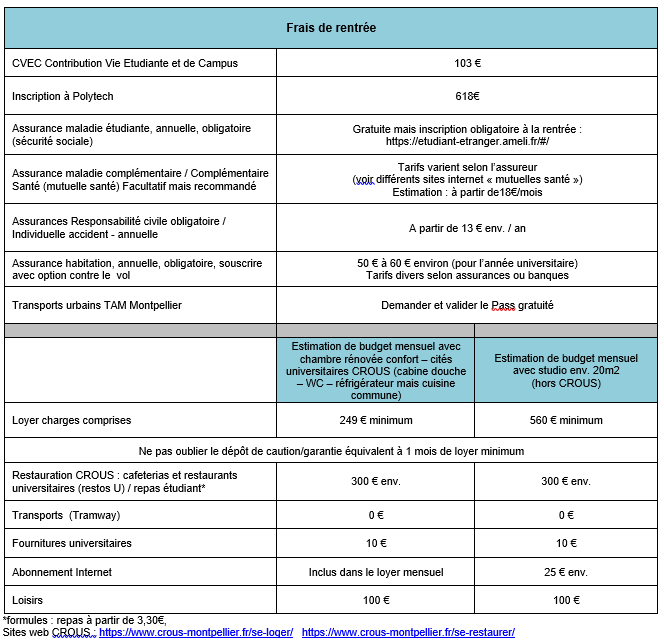 Frais de rentrée
CVEC Contribution Vie Etudiante et de Campus
103 €
Inscription à Polytech
618€
Assurance maladie étudiante, annuelle, obligatoire
(sécurité sociale)
Gratuite mais inscription obligatoire à la rentrée :
https://etudiant-etranger.ameli.fr/#/
Assurance maladie complémentaire / Complémentaire
Santé (mutuelle santé) Facultatif mais recommandé
Tarifs varient selon l'assureur
(voir différents sites internet « mutuelles santé »)
Estimation : à partir de18€/mois
Assurances Responsabilité civile obligatoire /
Individuelle accident - annuelle
A partir de 13 € env. / an
Assurance habitation, annuelle, obligatoire, souscrire
avec option contre le vol
50 € à 60 € environ (pour l'année universitaire)
Tarifs divers selon assurances ou banques
Transports urbains TAM Montpellier
Demander et valider le Pass gratuité
Estimation de budget mensuel avec
chambre rénovée confort – cités
universitaires CROUS (cabine douche
– WC – réfrigérateur mais cuisine
commune)
Estimation de budget mensuel
avec studio env. 20m2
(hors CROUS)
Loyer charges comprises
249 € minimum
560 € minimum
Ne pas oublier le dépôt de caution/garantie équivalent à 1 mois de loyer minimum
Restauration CROUS : cafeterias et restaurants
universitaires (restos U) / repas étudiant*
300 € env.
300 € env.
Transports (Tramway)
0 €
0 €
Fournitures universitaires
10 €
10 €
Abonnement Internet
Inclus dans le loyer mensuel
25 € env.
Loisirs
100 €
100 €
*formules : repas à partir de 3,30€,
Sites web CROUS : https://www.crous-montpellier.fr/se-loger/ https://www.crous-montpellier.fr/se-restaurer/